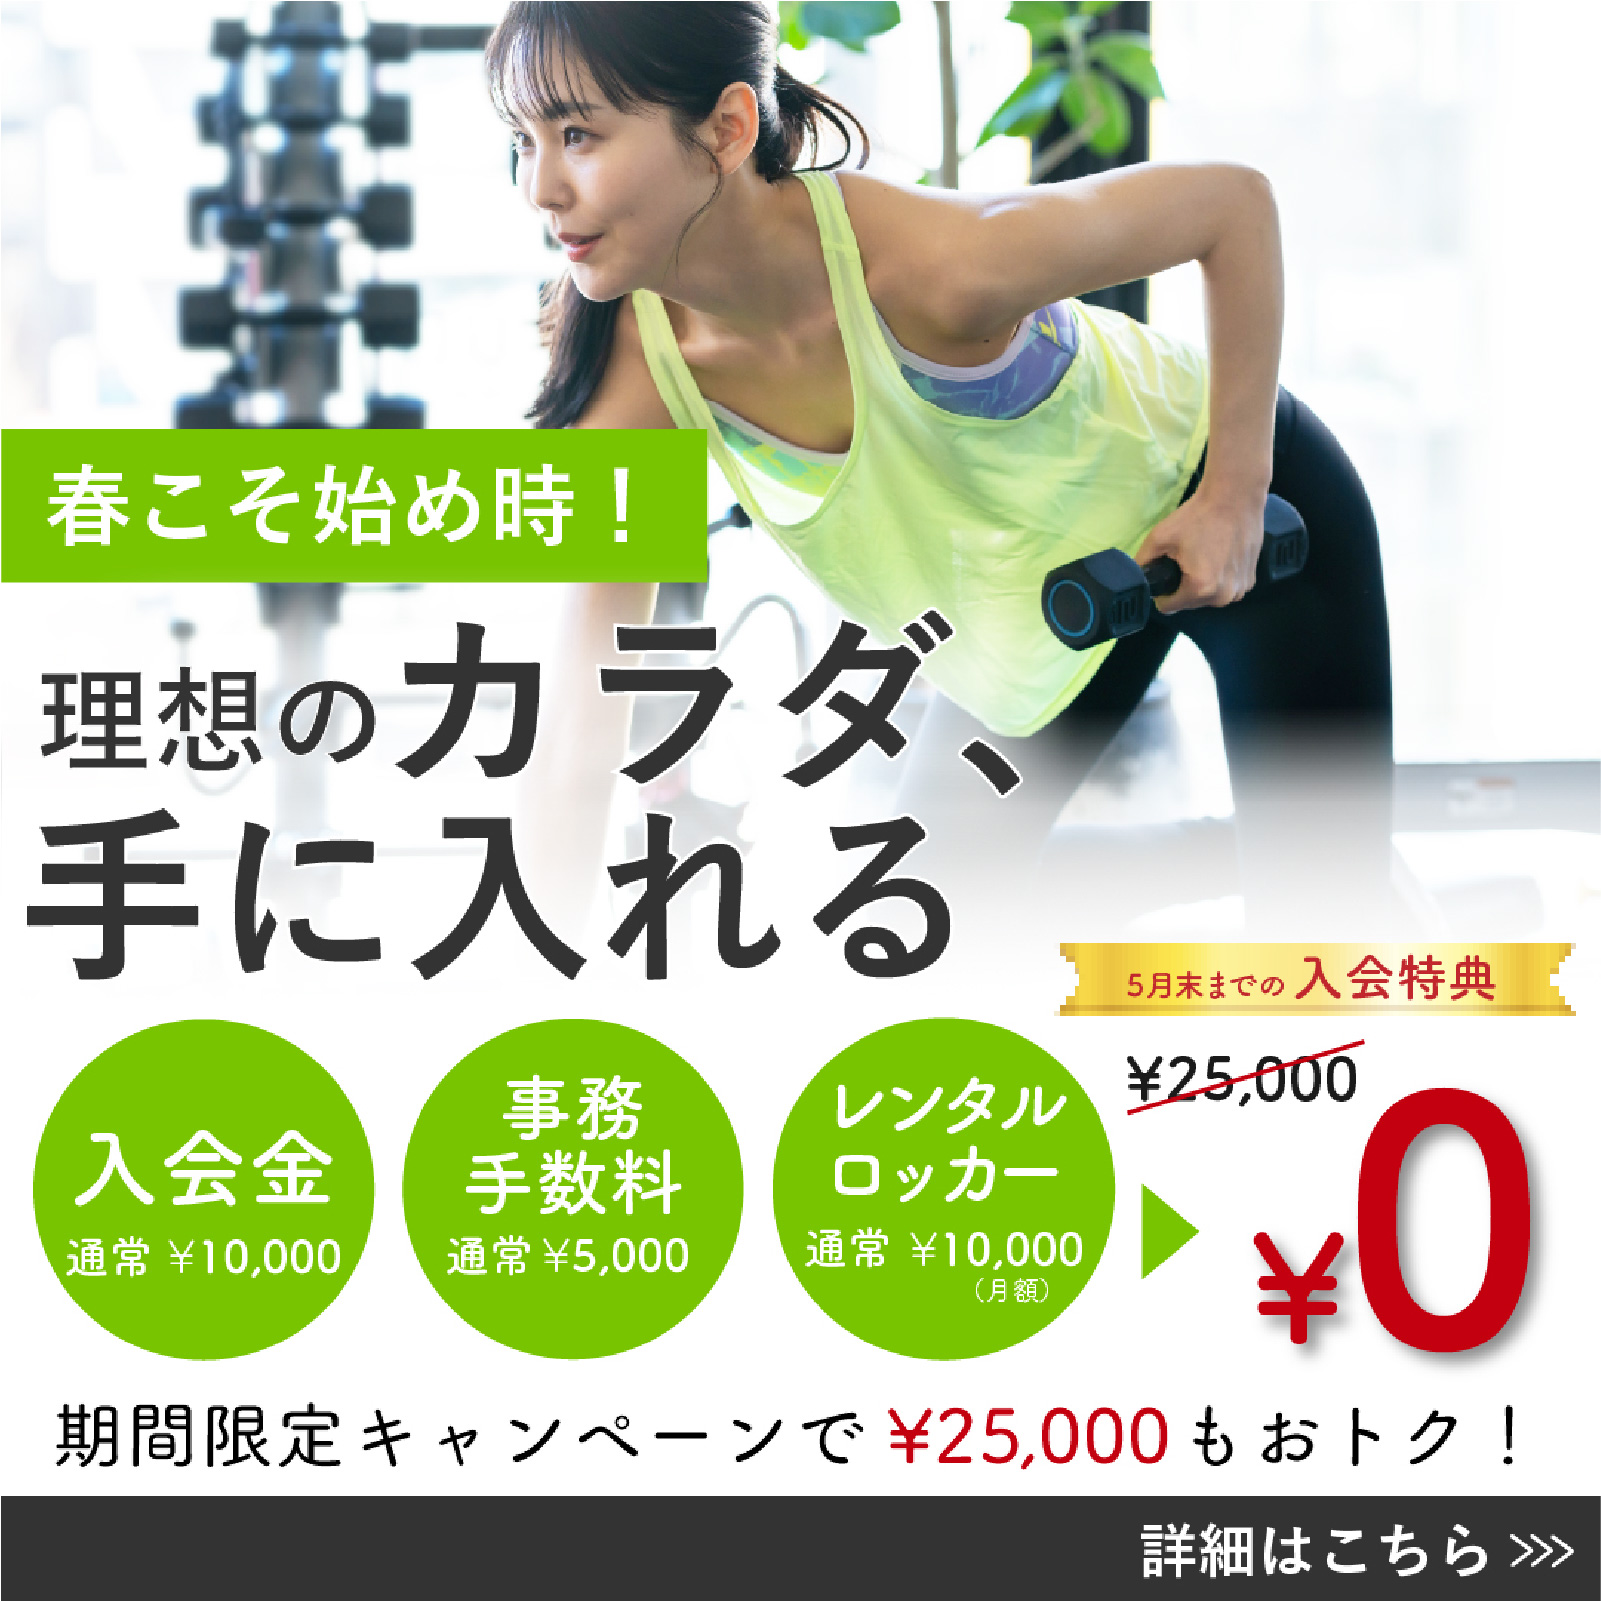 春こそ始め時！
理想のカラダ、
手に入れる
5月末までの入会特典
入会金
通常 ¥10,000
事務
手数料
通常 ¥5,000
レンタル
ロッカー
通常 ¥10,000
（月額）
¥25,000
¥0
期間限定キャンペーンで¥25,000もおトク！
詳細はこちら >>>